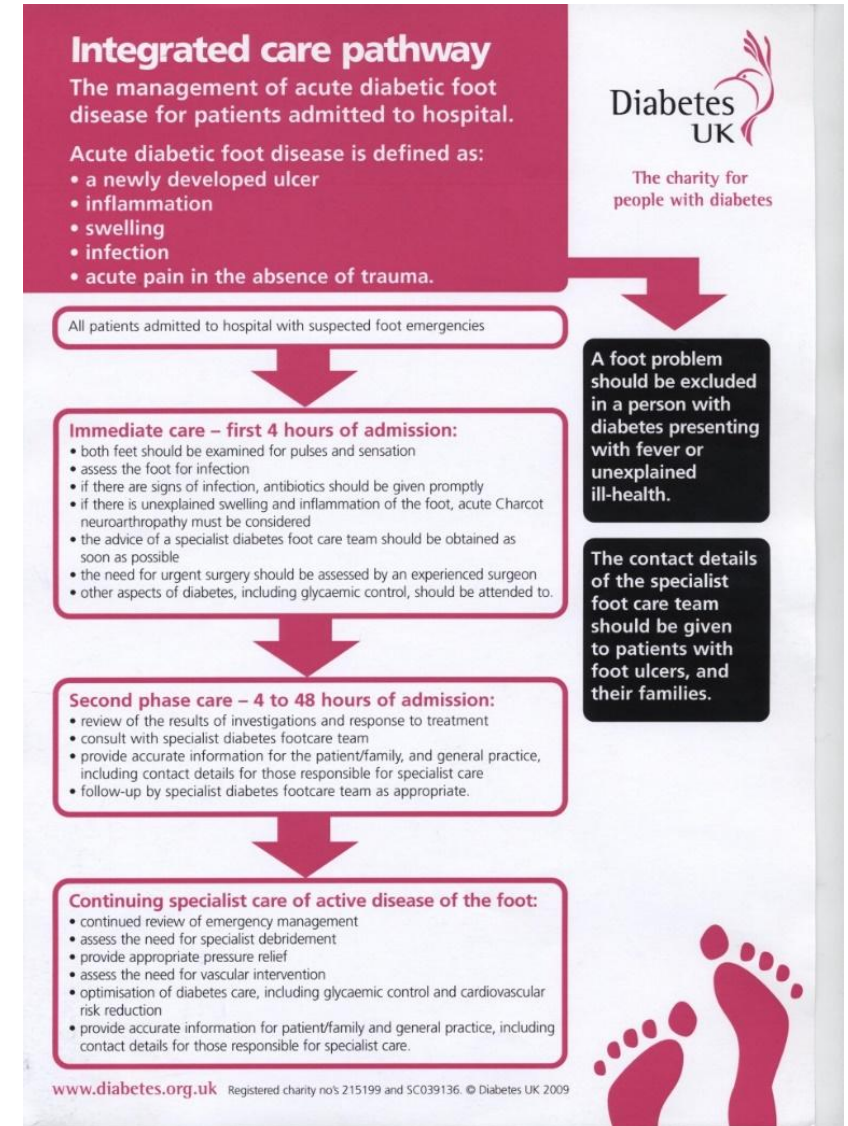 Integrated care pathway
The management of acute diabetic foot
disease for patients admitted to hospital.
Acute diabetic foot disease is defined as:
• a newly developed ulcer
• inflammation
• swelling
• infection
• acute pain in the absence of trauma.
Diabetes
UK
The charity for
people with diabetes
All patients admitted to hospital with suspected foot emergencies
Immediate care – first 4 hours of admission:
• both feet should be examined for pulses and sensation
• assess the foot for infection
• if there are signs of infection, antibiotics should be given promptly
• if there is unexplained swelling and inflammation of the foot, acute Charcot
neuroarthropathy must be considered
• the advice of a specialist diabetes foot care team should be obtained as
soon as possible
• the need for urgent surgery should be assessed by an experienced surgeon
• other aspects of diabetes, including glycaemic control, should be attended to.
Second phase care – 4 to 48 hours of admission:
• review of the results of investigations and response to treatment
• consult with specialist diabetes footcare team
• provide accurate information for the patient/family, and general practice,
including contact details for those responsible for specialist care
• follow-up by specialist diabetes footcare team as appropriate.
Continuing specialist care of active disease of the foot:
• continued review of emergency management
• assess the need for specialist debridement
• provide appropriate pressure relief
• assess the need for vascular intervention
• optimisation of diabetes care, including glycaemic control and cardiovascular
risk reduction
• provide accurate information for patient/family and general practice, including
contact details for those responsible for specialist care.
A foot problem
should be excluded
in a person with
diabetes presenting
with fever or
unexplained
ill-health.
The contact details
of the specialist
foot care team
should be given
to patients with
foot ulcers, and
their families.
www.diabetes.org.uk Registered charity no's 215199 and SC039136. © Diabetes UK 2009